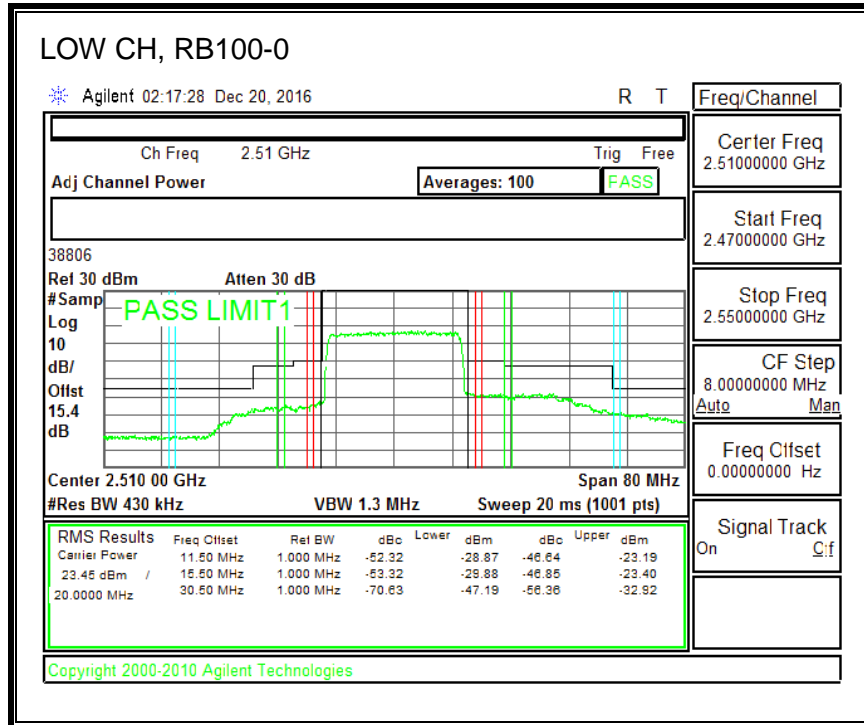 LOW CH, RB100-0
Agilent 02:17:28 Dec 20, 2016 R T
Freq/Channel
Ch Freq 2.51 GHz Trig Free
Adj Channel Power Averages: 100 PASS
Center Freq
2.51000000 GHz
Start Freq
2.47000000 GHz
Stop Freq
2.55000000 GHz
CF Step
8.00000000 MHz
Auto Man
Freq Offset
0.00000000 Hz
Signal Track
On Off
38806
Ref 30 dBm Atten 30 dB
#Samp
Log
10
dB/
Offst
15.4
dB
PASS LIMIT1
Center 2.510 00 GHz Span 80 MHz
#Res BW 430 kHz VBW 1.3 MHz Sweep 20 ms (1001 pts)
RMS Results Freq Offset Ref BW dBc Lower dBm dBc Upper dBm
Carrier Power 11.50 MHz 1.000 MHz -52.32 -28.87 -46.64 -23.19
23.45 dBm / 15.50 MHz 1.000 MHz -53.32 -29.88 -46.85 -23.40
20.0000 MHz 30.50 MHz 1.000 MHz -70.63 -47.19 -56.36 -32.92
Copyright 2000-2010 Agilent Technologies